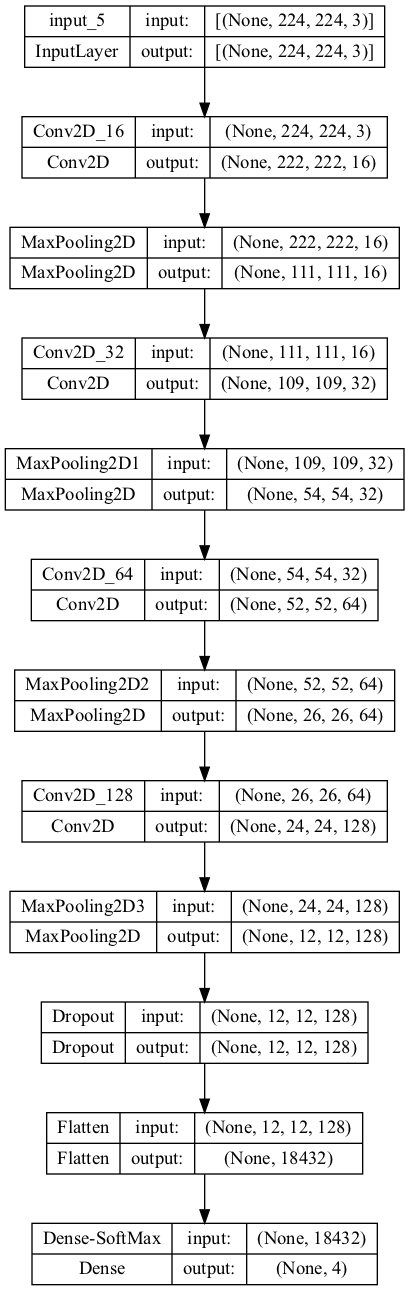 input_5 input: [(None, 224, 224, 3)]
InputLayer output: [(None, 224, 224, 3)]
Conv2D_16 input: (None, 224, 224, 3)
Conv2D output: (None, 222, 222, 16)
MaxPooling2D input: (None, 222, 222, 16)
MaxPooling2D output: (None, 111, 111, 16)
Conv2D_32 input: (None, 111, 111, 16)
Conv2D output: (None, 109, 109, 32)
MaxPooling2D1 input: (None, 109, 109, 32)
MaxPooling2D output: (None, 54, 54, 32)
Conv2D_64 input: (None, 54, 54, 32)
Conv2D output: (None, 52, 52, 64)
MaxPooling2D2 input: (None, 52, 52, 64)
MaxPooling2D output: (None, 26, 26, 64)
Conv2D_128 input: (None, 26, 26, 64)
Conv2D output: (None, 24, 24, 128)
MaxPooling2D3 input: (None, 24, 24, 128)
MaxPooling2D output: (None, 12, 12, 128)
Dropout input: (None, 12, 12, 128)
Dropout output: (None, 12, 12, 128)
Flatten input: (None, 12, 12, 128)
Flatten output: (None, 18432)
Dense-SoftMax input: (None, 18432)
Dense output: (None, 4)